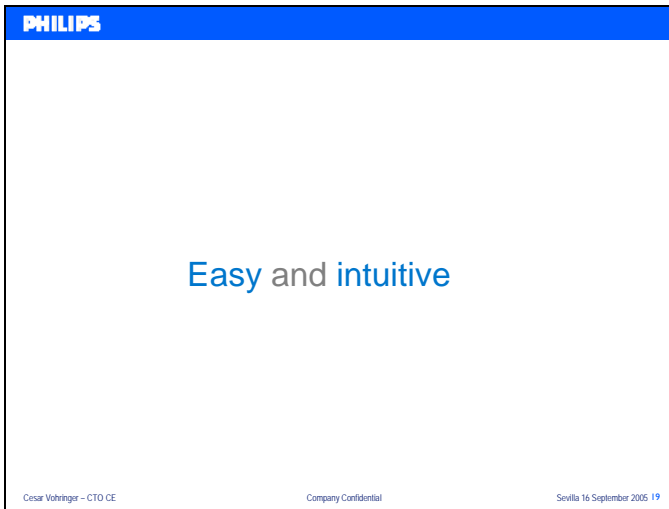 PHILIPS
Easy and intuitive
Cesar Vohringer – CTO CE Company Confidential Sevilla 16 September 2005 19